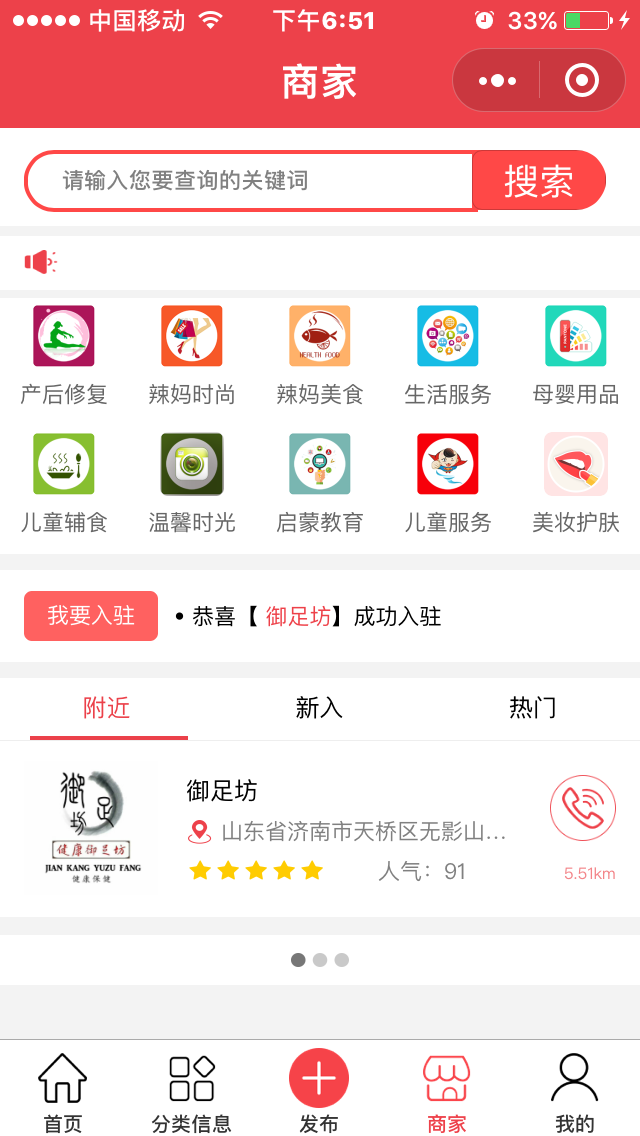 中国移动 下午6:51 33%
商家
请输入您要查询的关键词 搜索
HEALTH FOOD
产后修复 辣妈时尚 辣妈美食 生活服务 母婴用品
儿童辅食 温馨时光 启蒙教育 儿童服务 美妆护肤
我要入驻 • 恭喜【 御足坊】成功入驻
附近 新入 热门
御足坊
健康御足坊
JIAN KANG YUZU FANG
健康保健
御足坊
山东省济南市天桥区无影山...
人气：91 5.51km
首页 分类信息 发布 商家 我的